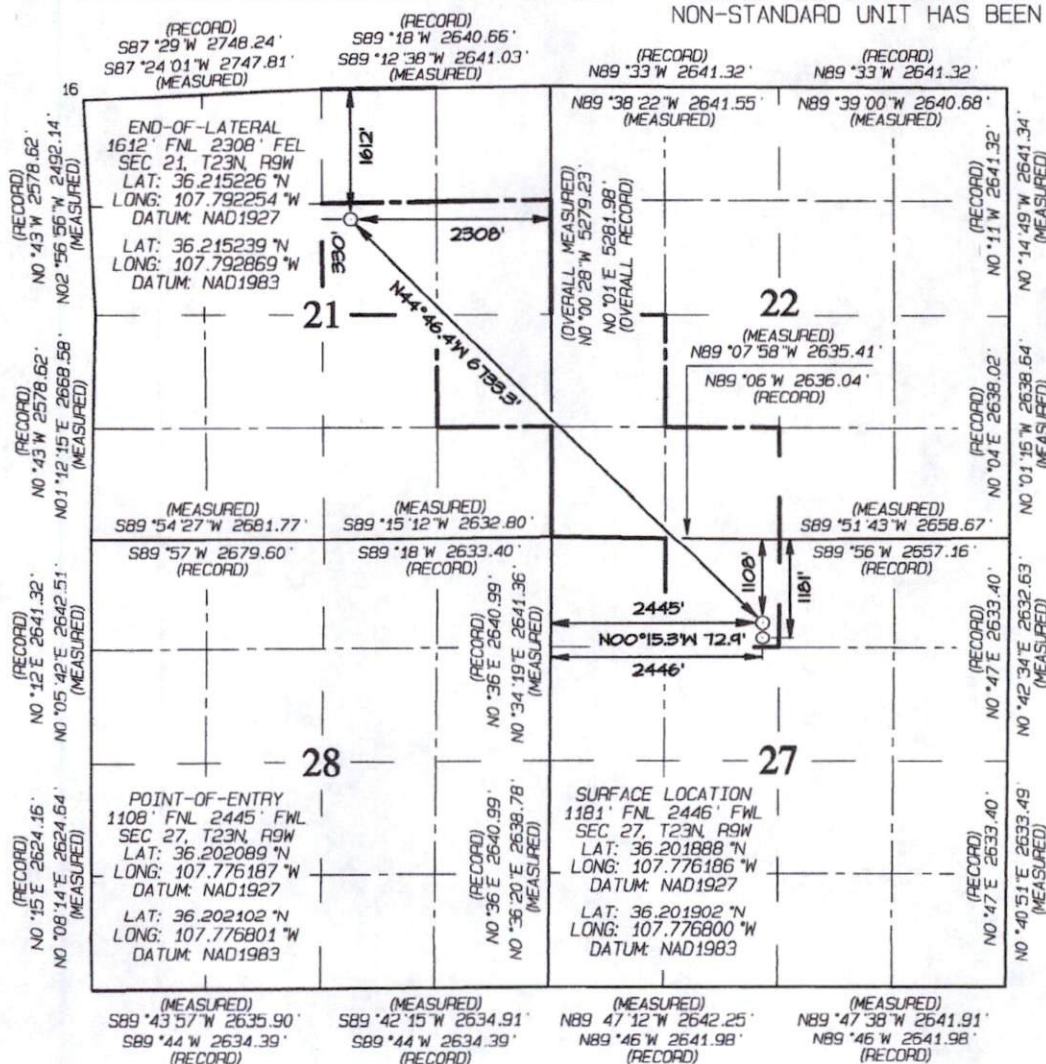 NON-STANDARD UNIT HAS BEEN
(RECORD)
S87°29'W 2748.24'
S87°24'01"W 2747.81'
(MEASURED)
(RECORD)
S89°18'W 2640.66'
S89°12'38"W 2641.03'
(MEASURED)
(RECORD)
N89°33'W 2641.32'
N89°38'22"W 2641.55'
(MEASURED)
(RECORD)
N89°33'W 2641.32'
N89°39'00"W 2640.68'
(MEASURED)
16
(RECORD)
N0°43'W 2578.62'
N02°56'56"W 2492.14'
(MEASURED)
END-OF-LATERAL
1612' FNL 2308' FEL
SEC 21, T23N, R9W
LAT: 36.215226°N
LONG: 107.792254°W
DATUM: NAD1927
LAT: 36.215239°N
LONG: 107.792869°W
DATUM: NAD1983
1612'
2308'
330'
(OVERALL MEASURED)
N0°00'28"W 5279.23'
N0°01'E 5281.98'
(OVERALL RECORD)
(RECORD)
N0°11'W 2641.32'
N0°14'49"W 2641.34'
(MEASURED)
21
22
N44°46.4'W 6733.3'
(MEASURED)
N89°07'58"W 2635.41'
N89°06'W 2636.04'
(RECORD)
(RECORD)
N0°43'W 2578.62'
N01°12'15"E 2668.58'
(MEASURED)
(RECORD)
N0°04'E 2638.02'
N0°01'16"W 2638.64'
(MEASURED)
(MEASURED)
S89°54'27"W 2681.77'
S89°57'W 2679.60'
(RECORD)
(MEASURED)
S89°15'12"W 2632.80'
S89°18'W 2633.40'
(RECORD)
(MEASURED)
S89°51'43"W 2658.67'
S89°56'W 2657.16'
(RECORD)
1108'
1181'
2445'
N00°15.3'W 72.9'
2446'
(RECORD)
N0°12'E 2641.32'
N0°05'42"E 2642.51'
(MEASURED)
(RECORD)
N0°36'E 2640.99'
N0°34'19"E 2641.36'
(MEASURED)
(RECORD)
N0°47'E 2633.40'
N0°42'34"E 2632.63'
(MEASURED)
28
27
POINT-OF-ENTRY
1108' FNL 2445' FWL
SEC 27, T23N, R9W
LAT: 36.202089°N
LONG: 107.776187°W
DATUM: NAD1927
LAT: 36.202102°N
LONG: 107.776801°W
DATUM: NAD1983
SURFACE LOCATION
1181' FNL 2446' FWL
SEC 27, T23N, R9W
LAT: 36.201888°N
LONG: 107.776186°W
DATUM: NAD1927
LAT: 36.201902°N
LONG: 107.776800°W
DATUM: NAD1983
(RECORD)
N0°15'E 2624.16'
N0°08'14"E 2624.64'
(MEASURED)
(RECORD)
N0°36'E 2640.99'
N0°36'20"E 2638.78'
(MEASURED)
(RECORD)
N0°47'E 2633.40'
N0°40'51"E 2633.49'
(MEASURED)
(MEASURED)
S89°43'57"W 2635.90'
S89°44'W 2634.39'
(RECORD)
(MEASURED)
S89°42'15"W 2634.91'
S89°44'W 2634.39'
(RECORD)
(MEASURED)
N89°47'12"W 2642.25'
N89°46'W 2641.98'
(RECORD)
(MEASURED)
N89°47'38"W 2641.91'
N89°46'W 2641.98'
(RECORD)